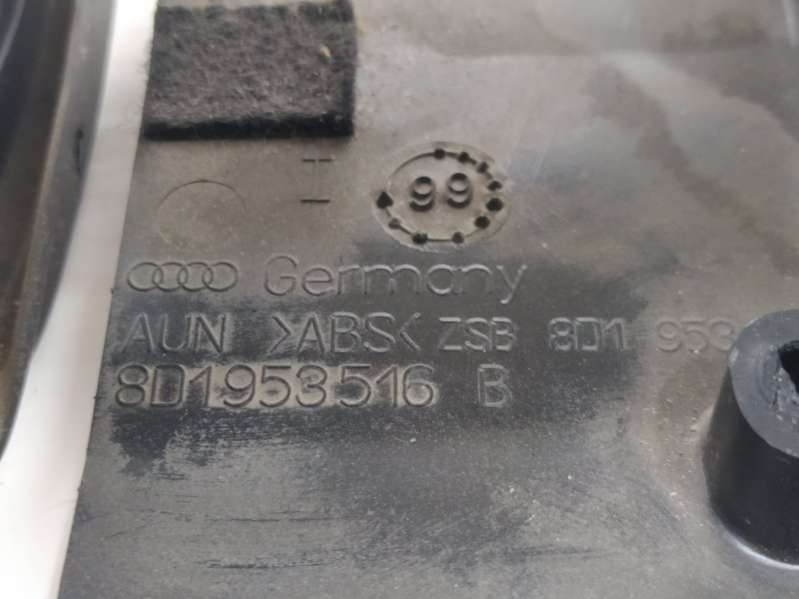 99
Germany
AUN >ABS< ZSB 8D1 953
8D1953516 B